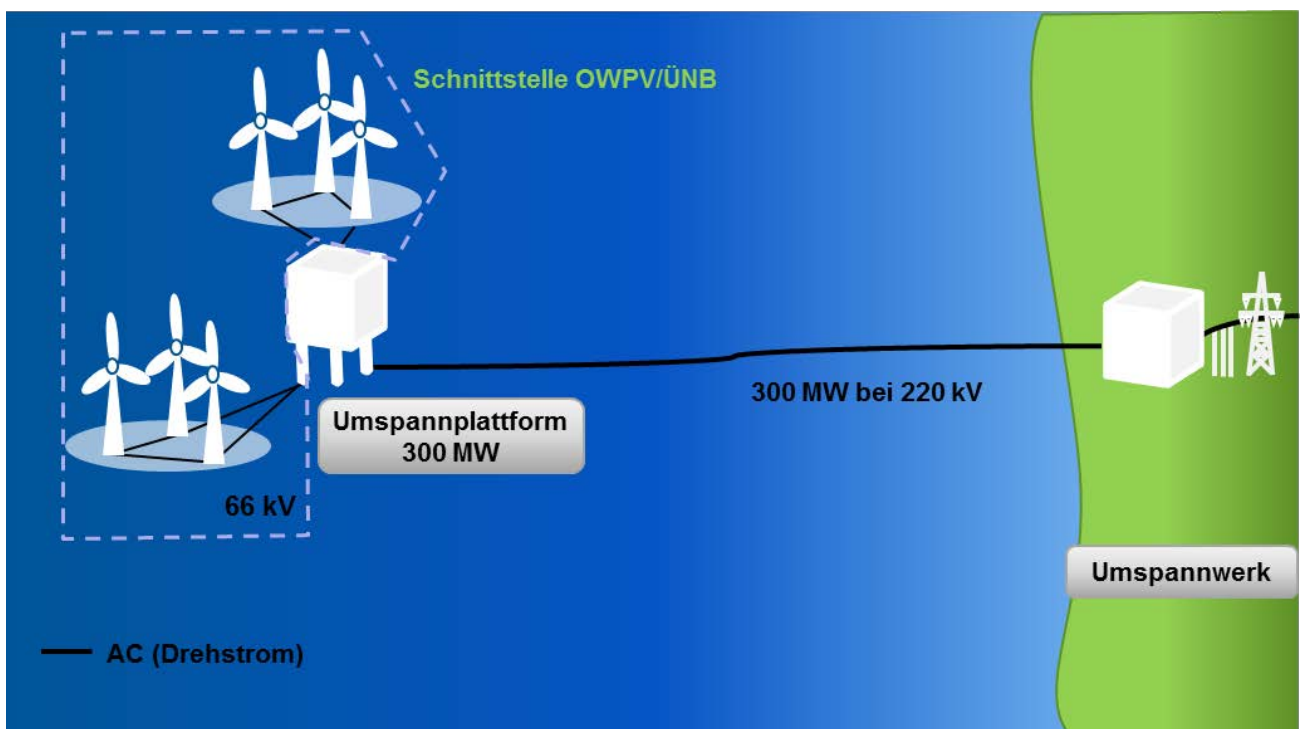 Schnittstelle OWPV/ÜNB
300 MW bei 220 kV
Umspannplattform
300 MW
66 kV
Umspannwerk
AC (Drehstrom)